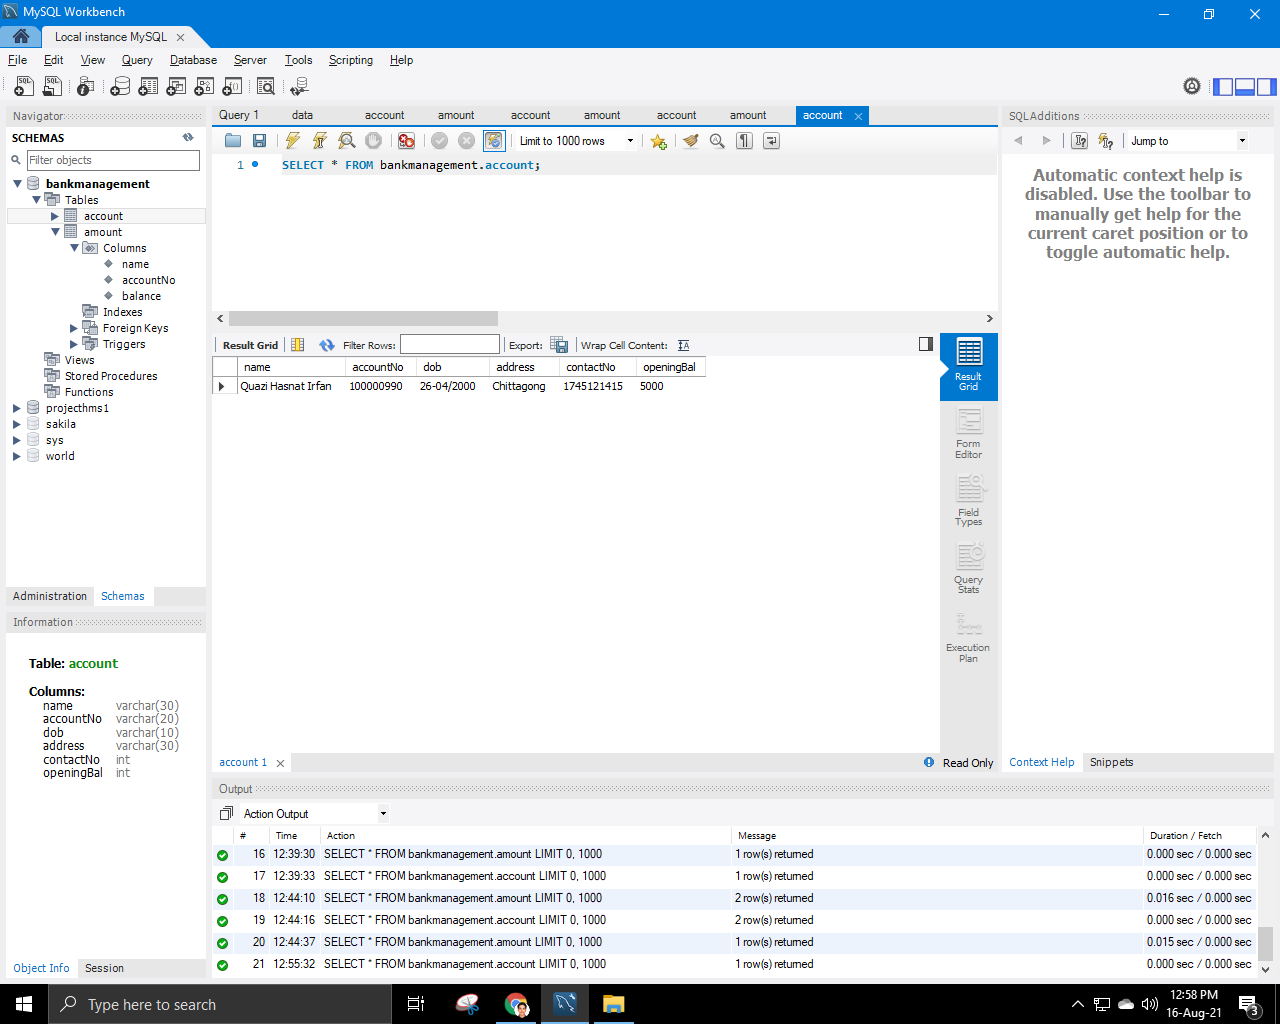 MySQL Workbench
Local instance MySQL
File Edit View Query Database Server Tools Scripting Help
Navigator
SCHEMAS
Filter objects
bankmanagement
Tables
account
amount
Columns
name
accountNo
balance
Indexes
Foreign Keys
Triggers
Views
Stored Procedures
Functions
projecthms1
sakila
sys
world
Administration Schemas
Information
Table: account
Columns:
name varchar(30)
accountNo varchar(20)
dob varchar(10)
address varchar(30)
contactNo int
openingBal int
Object Info Session
Query 1 data account amount account amount account amount account
Limit to 1000 rows
1 SELECT * FROM bankmanagement.account;
Result Grid Filter Rows: Export: Wrap Cell Content:
name accountNo dob address contactNo openingBal
Quazi Hasnat Irfan 100000990 26-04/2000 Chittagong 1745121415 5000
Result Grid
Form Editor
Field Types
Query Stats
Execution Plan
account 1
Read Only
SQLAdditions
Jump to
Automatic context help is
disabled. Use the toolbar to
manually get help for the
current caret position or to
toggle automatic help.
Context Help Snippets
Output
Action Output
# Time Action Message Duration / Fetch
16 12:39:30 SELECT * FROM bankmanagement.amount LIMIT 0, 1000 1 row(s) returned 0.000 sec / 0.000 sec
17 12:39:33 SELECT * FROM bankmanagement.account LIMIT 0, 1000 1 row(s) returned 0.000 sec / 0.000 sec
18 12:44:10 SELECT * FROM bankmanagement.amount LIMIT 0, 1000 2 row(s) returned 0.016 sec / 0.000 sec
19 12:44:16 SELECT * FROM bankmanagement.account LIMIT 0, 1000 2 row(s) returned 0.000 sec / 0.000 sec
20 12:44:37 SELECT * FROM bankmanagement.amount LIMIT 0, 1000 1 row(s) returned 0.015 sec / 0.000 sec
21 12:55:32 SELECT * FROM bankmanagement.account LIMIT 0, 1000 1 row(s) returned 0.000 sec / 0.000 sec
Type here to search
12:58 PM
16-Aug-21
3